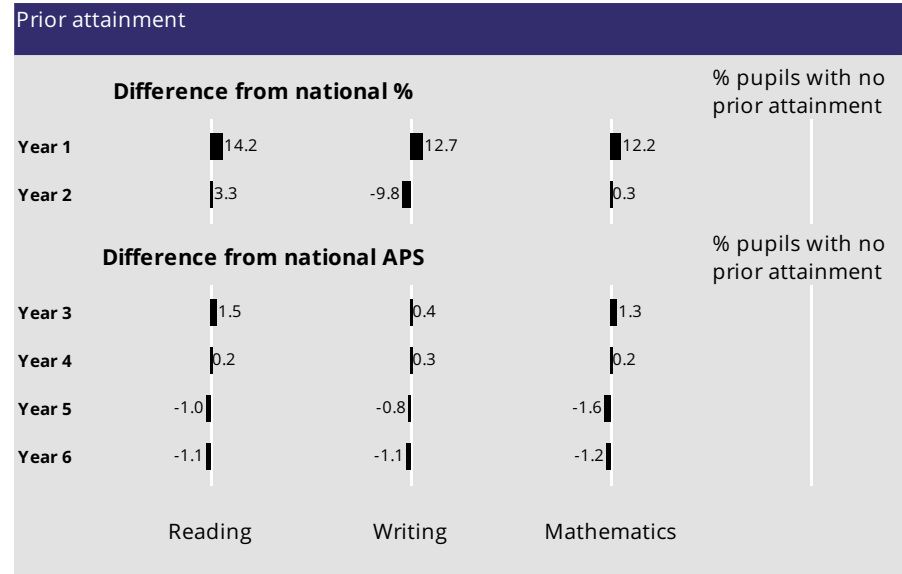 Prior attainment
Difference from national %
% pupils with no
prior attainment
Year 1 14.2 12.7 12.2
Year 2 3.3 -9.8 0.3
Difference from national APS
% pupils with no
prior attainment
Year 3 1.5 0.4 1.3
Year 4 0.2 0.3 0.2
Year 5 -1.0 -0.8 -1.6
Year 6 -1.1 -1.1 -1.2
Reading Writing Mathematics